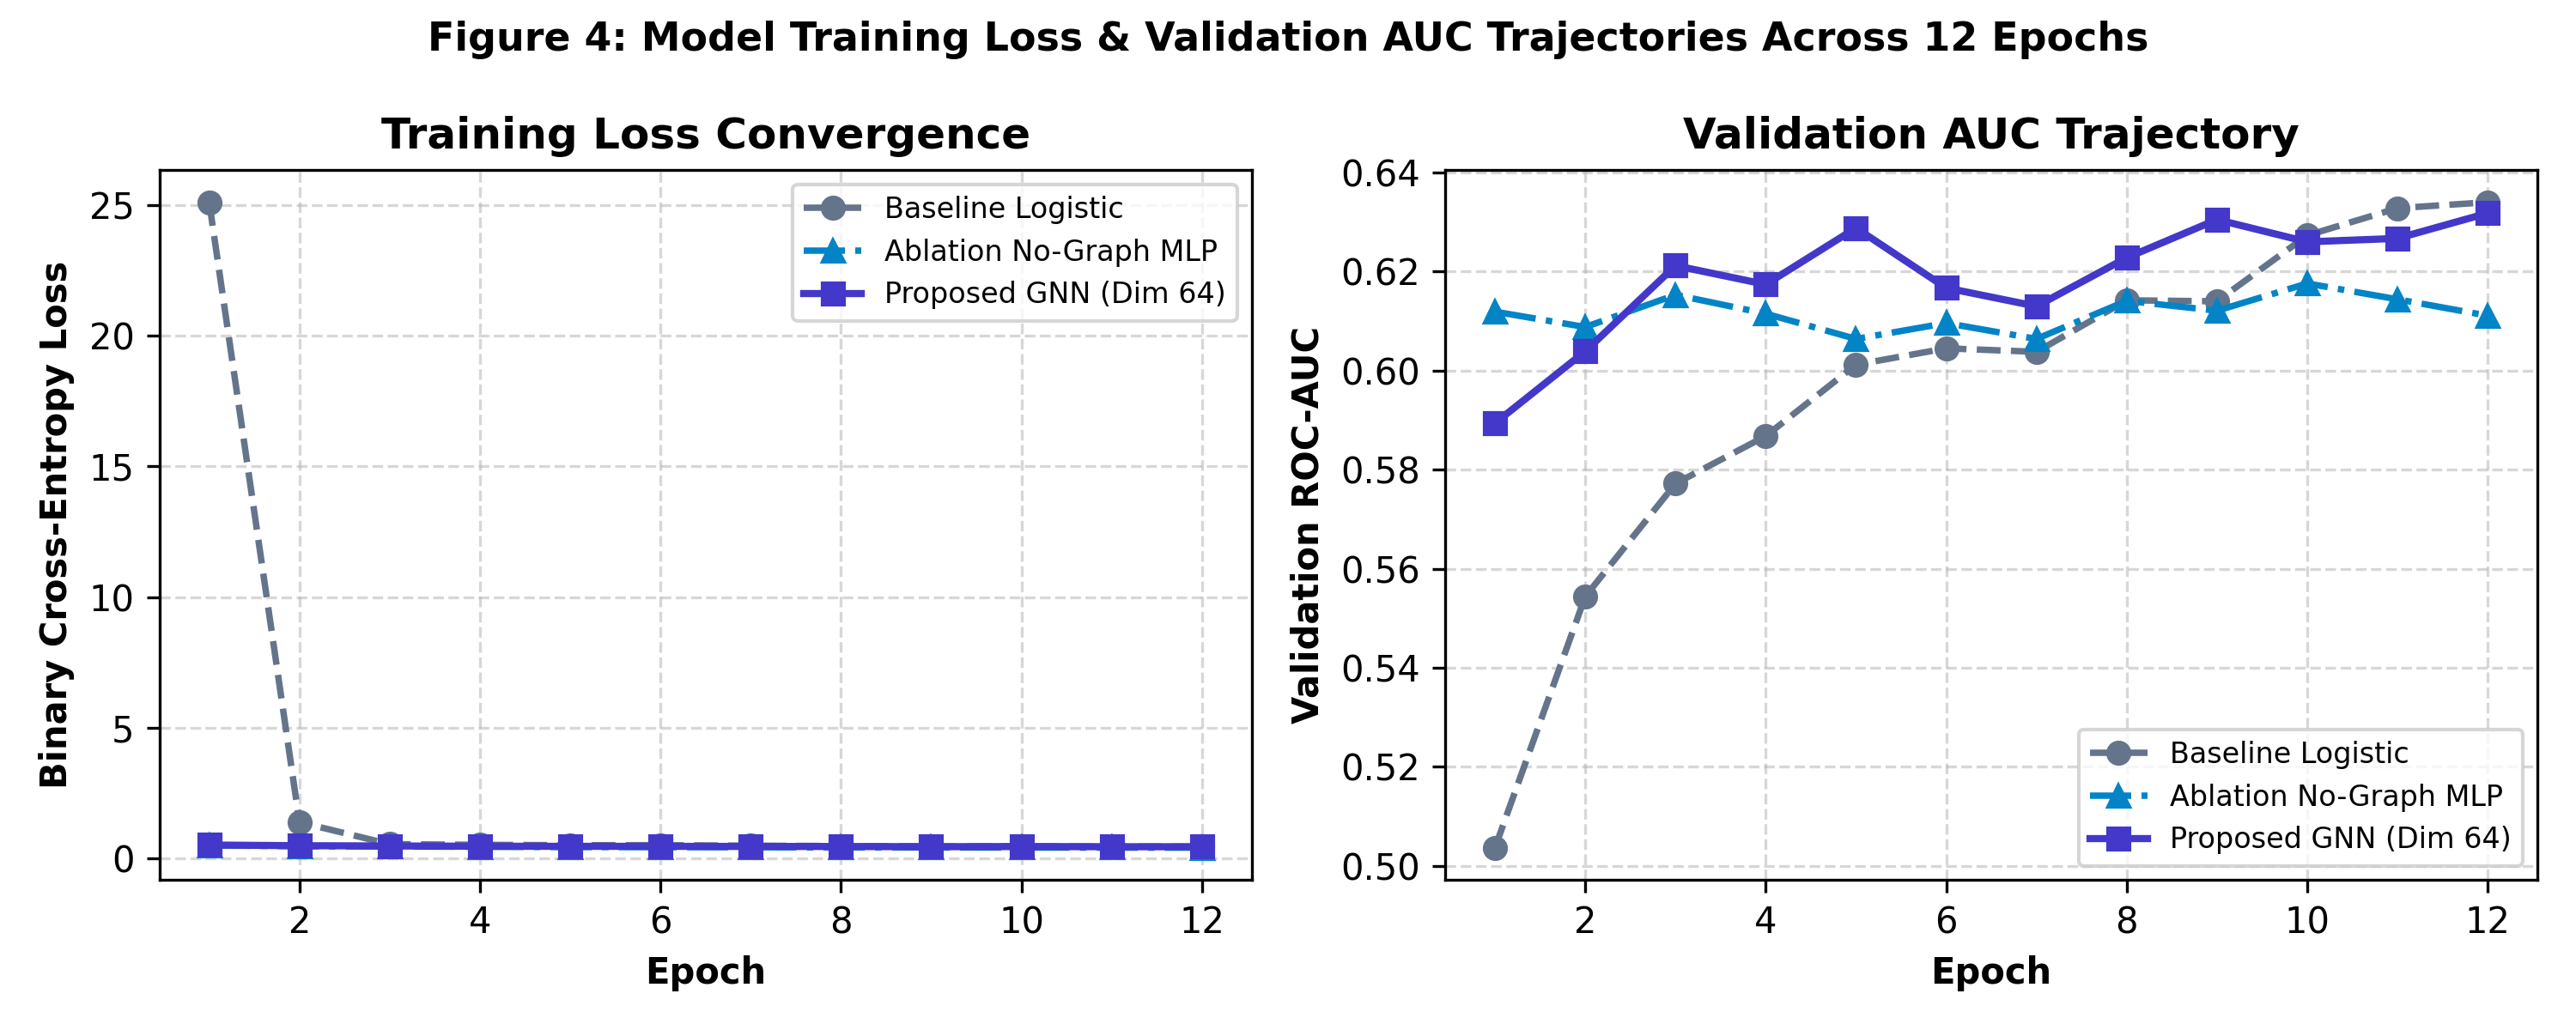 Figure 4: Model Training Loss & Validation AUC Trajectories Across 12 Epochs
Training Loss Convergence
Binary Cross-Entropy Loss
25
20
15
10
5
0
Baseline Logistic
Ablation No-Graph MLP
Proposed GNN (Dim 64)
2 4 6 8 10 12
Epoch
Validation AUC Trajectory
Validation ROC-AUC
0.64
0.62
0.60
0.58
0.56
0.54
0.52
0.50
Baseline Logistic
Ablation No-Graph MLP
Proposed GNN (Dim 64)
2 4 6 8 10 12
Epoch